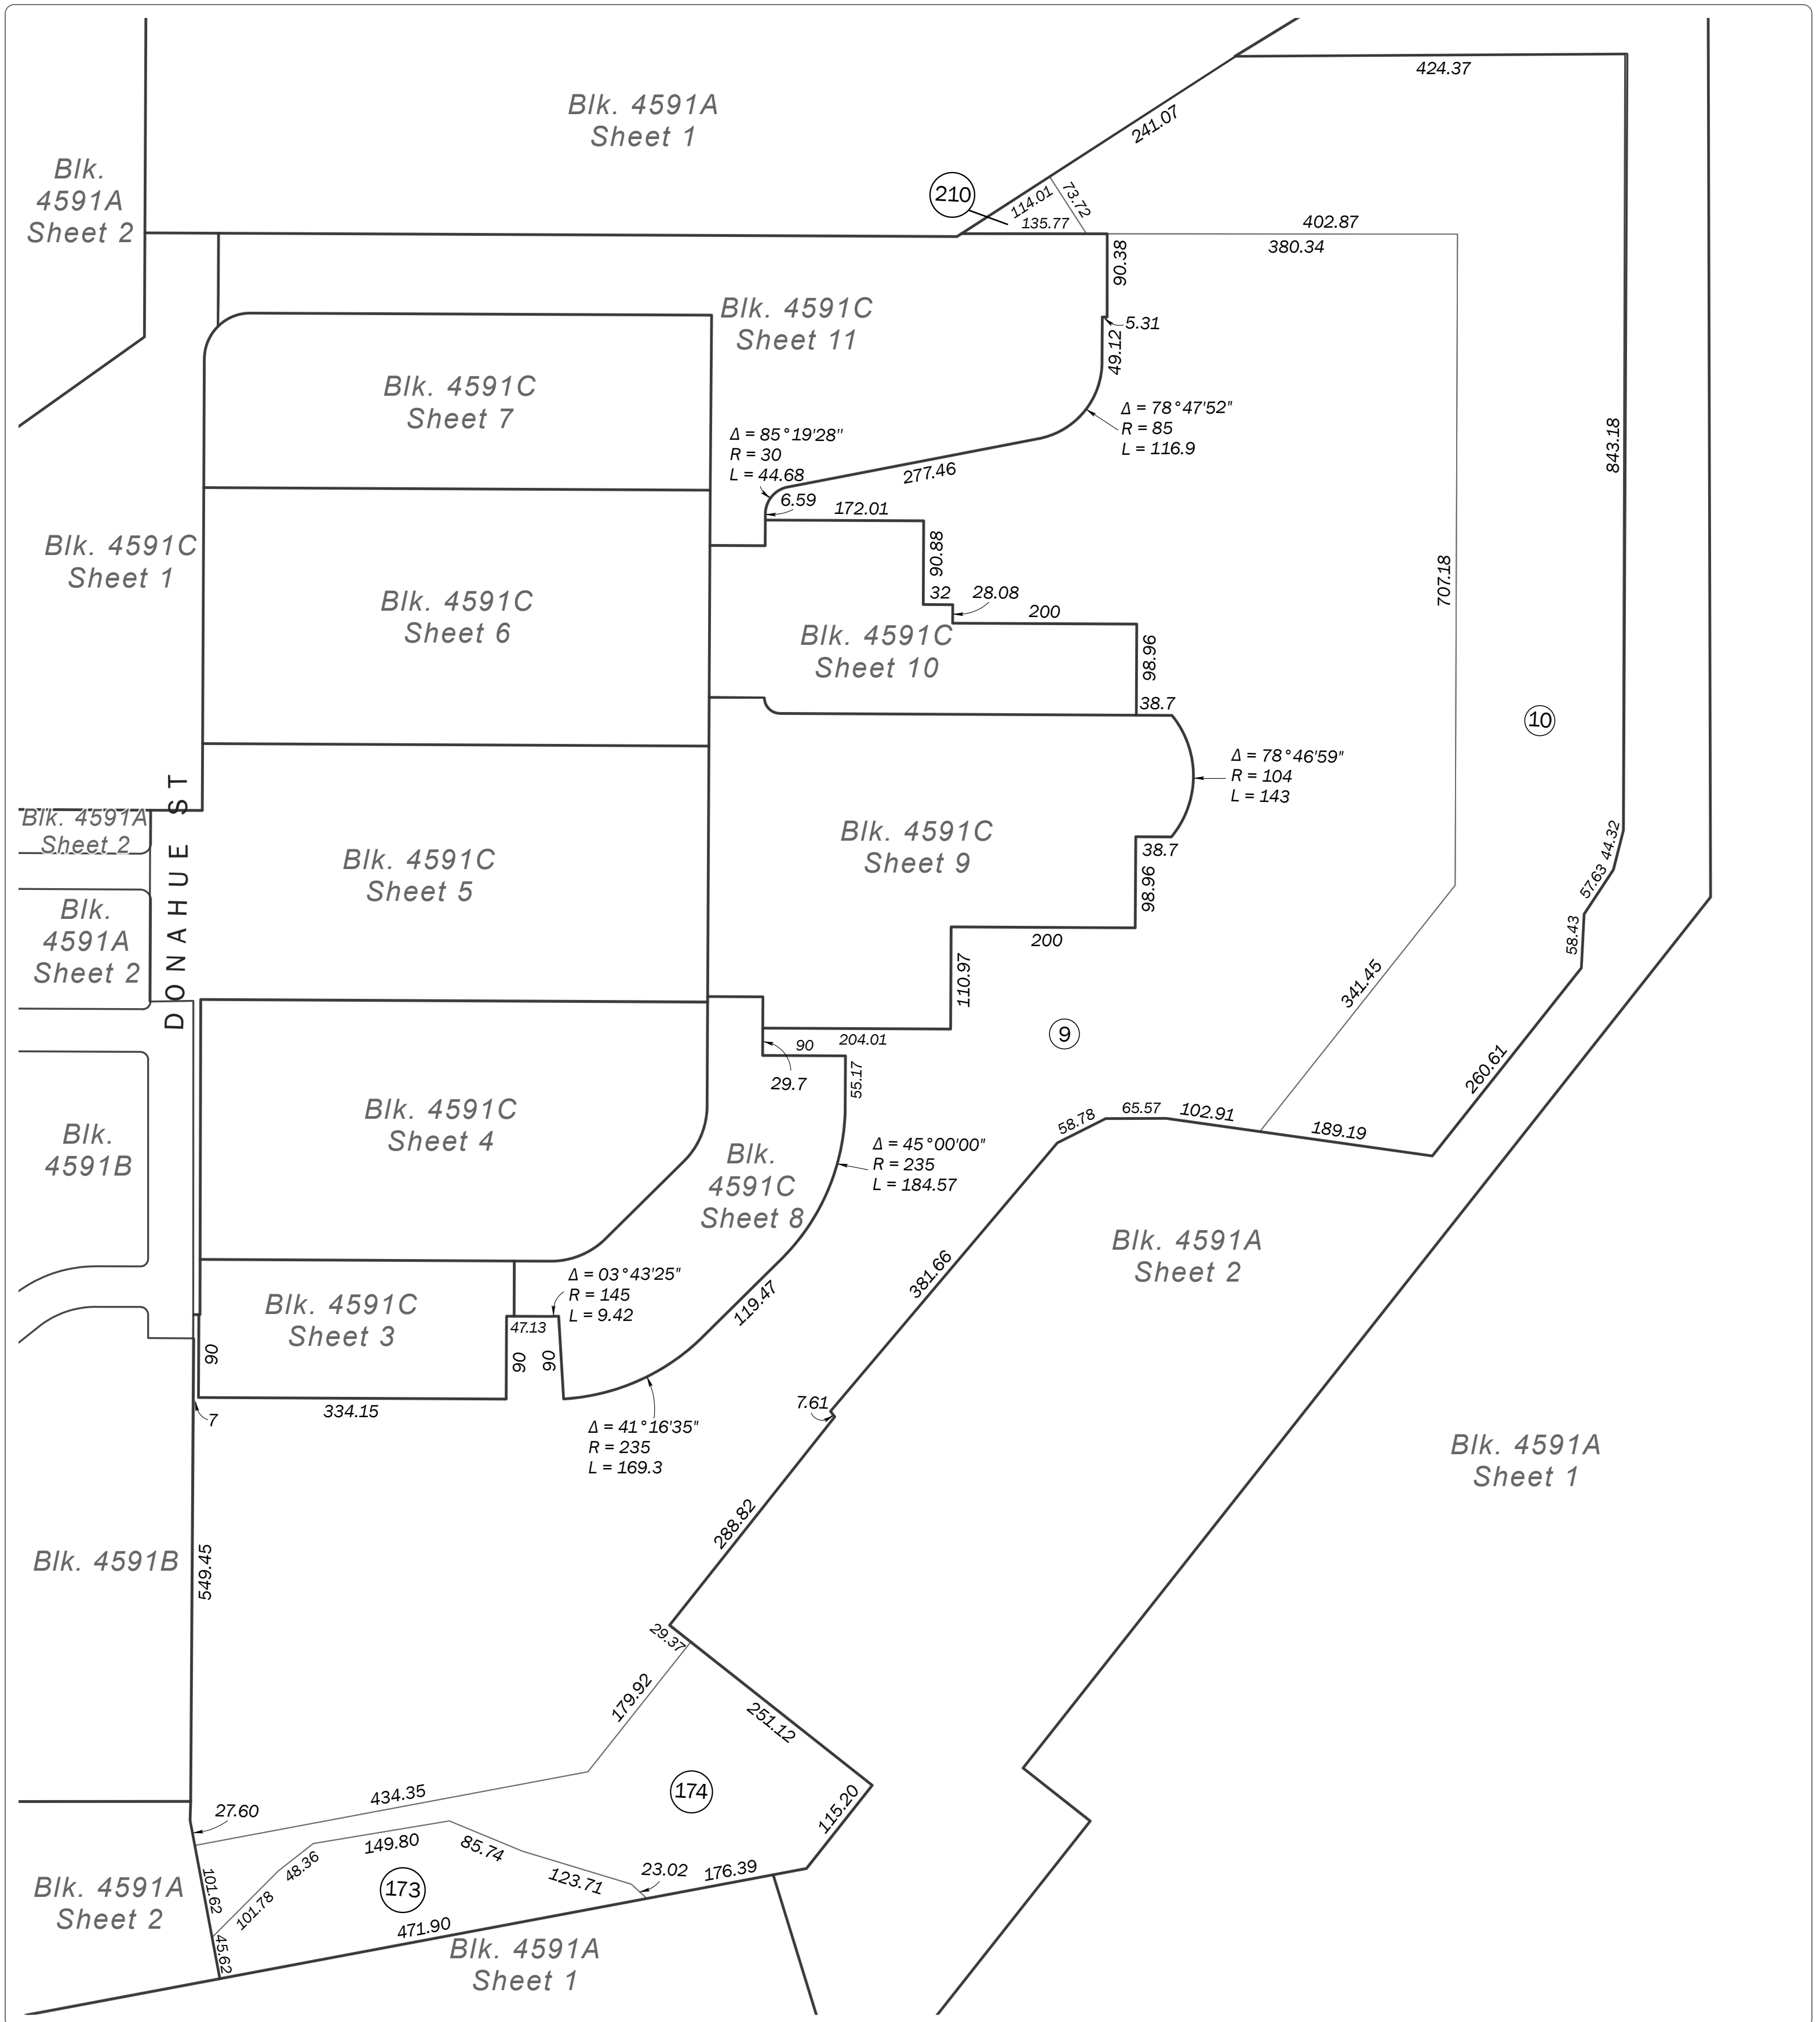 424.37
Blk. 4591A
Sheet 1
241.07
Blk.
4591A
Sheet 2
210
114.01
73.72
135.77
402.87
380.34
90.38
Blk. 4591C
Sheet 11
5.31
49.12
Blk. 4591C
Sheet 7
Δ = 78°47'52"
R = 85
L = 116.9
Δ = 85°19'28"
R = 30
L = 44.68
277.46
843.18
6.59
172.01
Blk. 4591C
Sheet 1
90.88
707.18
Blk. 4591C
Sheet 6
32
28.08
200
Blk. 4591C
Sheet 10
98.96
38.7
10
Δ = 78°46'59"
R = 104
L = 143
DONAHUE ST
Blk. 4591A
Sheet 2
Blk. 4591C
Sheet 5
Blk. 4591C
Sheet 9
38.7
44.32
57.63
98.96
58.43
Blk.
4591A
Sheet 2
200
110.97
341.45
9
204.01
90
29.7
55.17
260.61
Blk. 4591C
Sheet 4
58.78
65.57
102.91
189.19
Blk.
4591B
Δ = 45°00'00"
R = 235
L = 184.57
Blk.
4591C
Sheet 8
Blk. 4591A
Sheet 2
381.66
Δ = 03°43'25"
R = 145
L = 9.42
119.47
Blk. 4591C
Sheet 3
47.13
90
90
90
7.61
7
334.15
Δ = 41°16'35"
R = 235
L = 169.3
Blk. 4591A
Sheet 1
288.82
Blk. 4591B
549.45
29.37
179.92
251.12
174
434.35
27.60
115.20
149.80
85.74
48.36
23.02
176.39
123.71
101.62
173
101.78
Blk. 4591A
Sheet 2
471.90
45.62
Blk. 4591A
Sheet 1